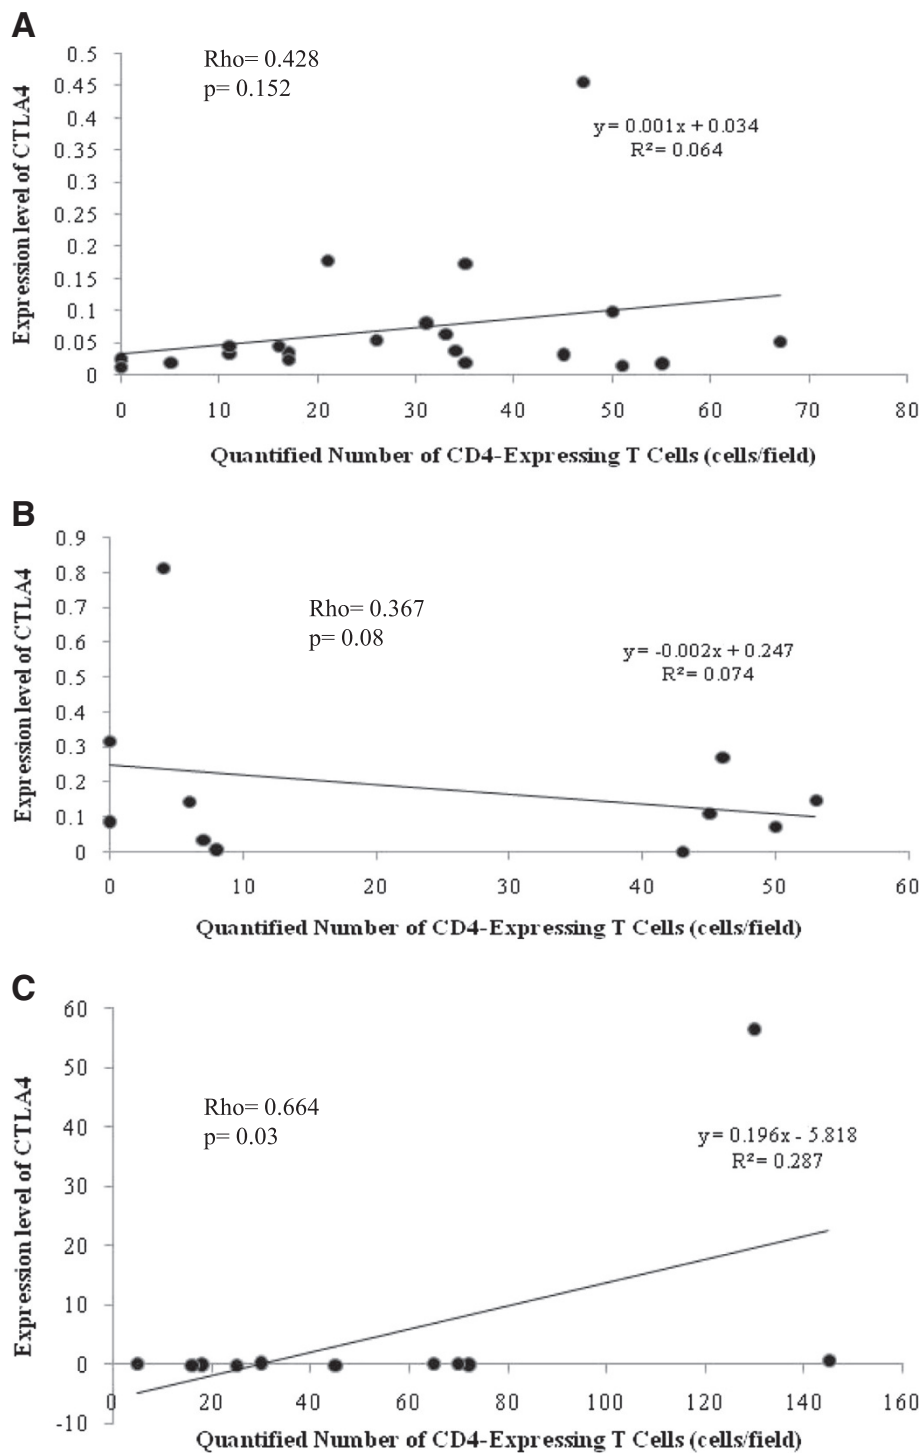 A
Rho= 0.428
p= 0.152
y= 0.001x + 0.034
R²= 0.064
Expression level of CTLA4
0.5
0.45
0.4
0.35
0.3
0.25
0.2
0.15
0.1
0.05
0
0 10 20 30 40 50 60 70 80
Quantified Number of CD4-Expressing T Cells (cells/field)
B
Rho= 0.367
p= 0.08
y= -0.002x + 0.247
R²= 0.074
Expression level of CTLA4
0.9
0.8
0.7
0.6
0.5
0.4
0.3
0.2
0.1
0
0 10 20 30 40 50 60
Quantified Number of CD4-Expressing T Cells (cells/field)
C
Rho= 0.664
p= 0.03
y= 0.196x - 5.818
R²= 0.287
Expression level of CTLA4
60
50
40
30
20
10
0
-10
0 20 40 60 80 100 120 140 160
Quantified Number of CD4-Expressing T Cells (cells/field)